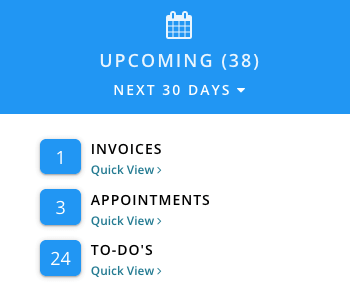 UPCOMING (38)
NEXT 30 DAYS
1
INVOICES
Quick View >
3
APPOINTMENTS
Quick View >
24
TO-DO'S
Quick View >